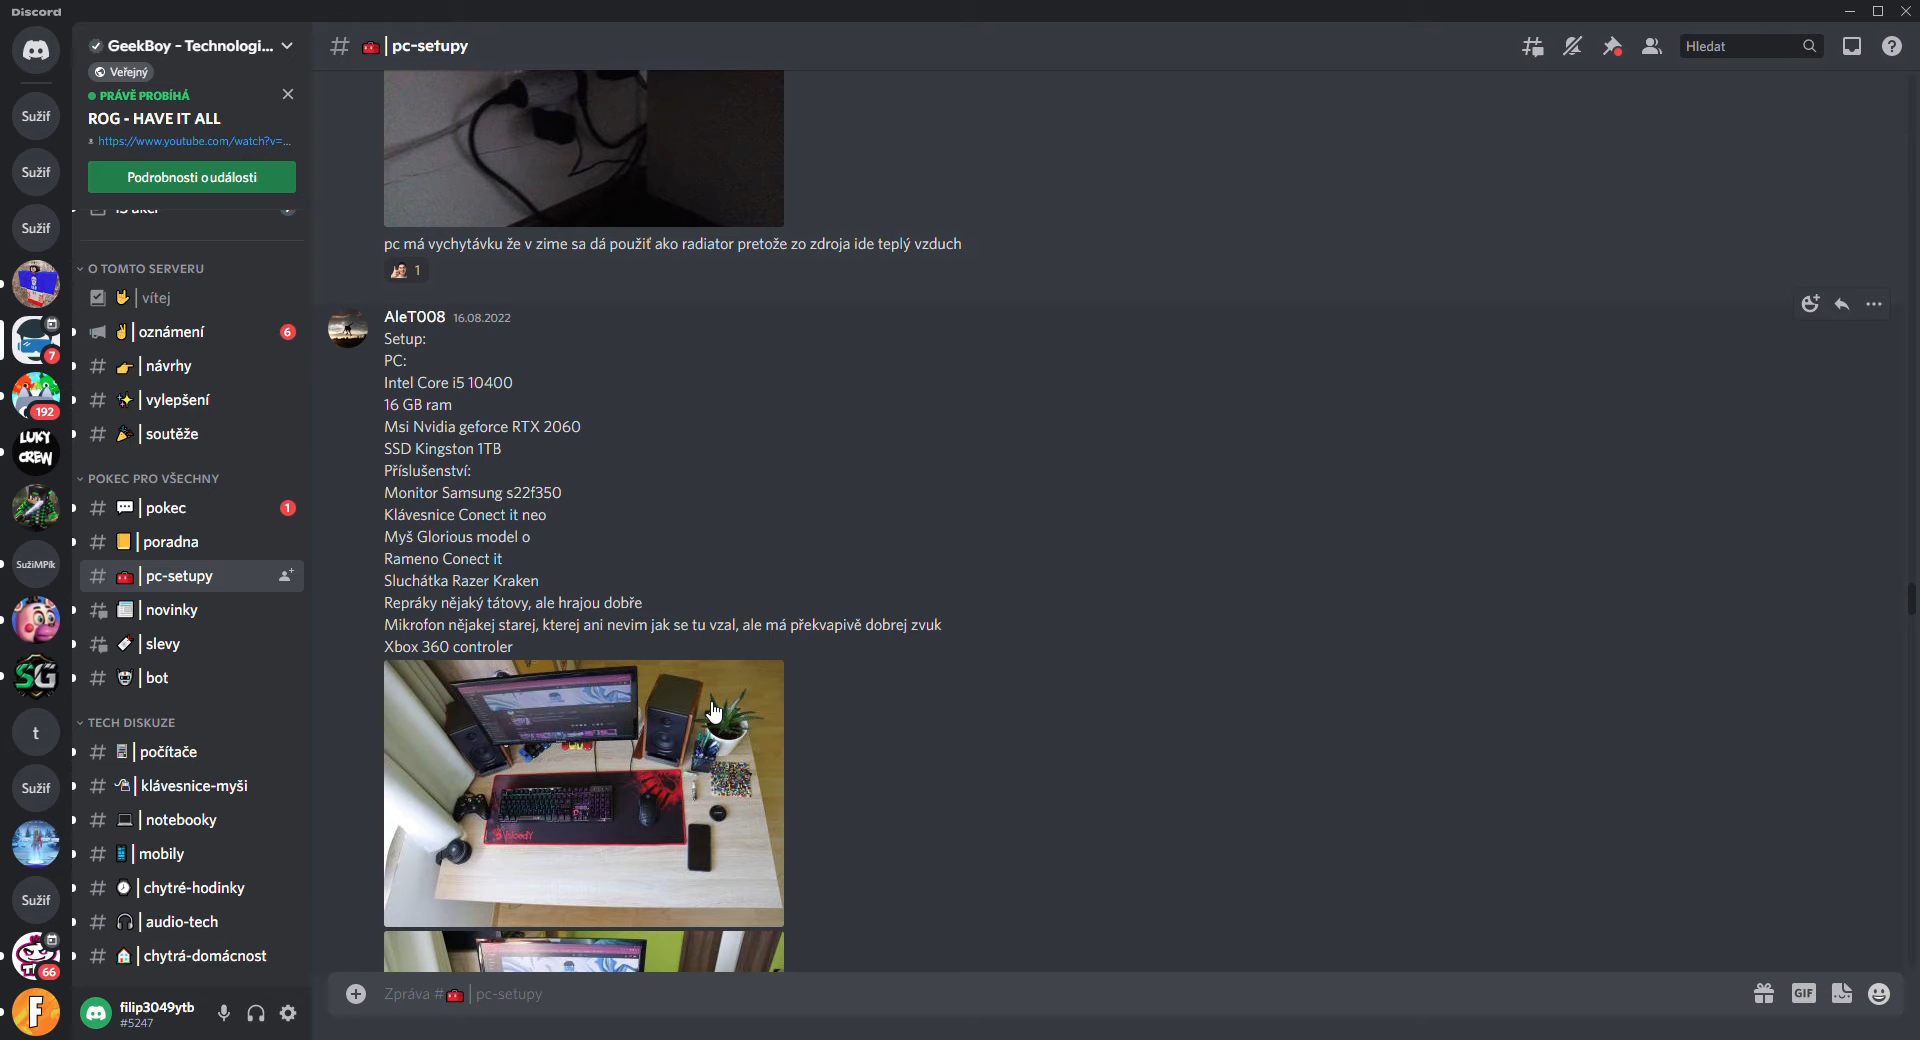 Discord
GeekBoy - Technologi...
Veřejný
PRÁVĚ PROBÍHÁ
ROG - HAVE IT ALL
https://www.youtube.com/watch?v=...
Podrobnosti o události
O TOMTO SERVERU
vítej
oznámení
6
návrhy
vylepšení
soutěže
POKEC PRO VŠECHNY
pokec
1
poradna
pc-setupy
novinky
slevy
bot
TECH DISKUZE
počítače
klávesnice-myši
notebooky
mobily
chytré-hodinky
audio-tech
chytrá-domácnost
filip3049ytb
#5247
Sužif
Sužif
Sužif
7
192
LUKY
CREW
SužiMPik
SG
t
Sužif
Sužif
66
F
pc-setupy
Hledat
pc má vychytávku že v zime sa dá použiť ako radiator pretože zo zdroja ide teplý vzduch
1
AleT008 16.08.2022
Setup:
PC:
Intel Core i5 10400
16 GB ram
Msi Nvidia geforce RTX 2060
SSD Kingston 1TB
Příslušenství:
Monitor Samsung s22f350
Klávesnice Conect it neo
Myš Glorious model o
Rameno Conect it
Sluchátka Razer Kraken
Repráky nějaký tátovy, ale hrajou dobře
Mikrofon nějakej starej, kterej ani nevim jak se tu vzal, ale má překvapivě dobrej zvuk
Xbox 360 controler
Bloody
Zpráva # | pc-setupy
GIF